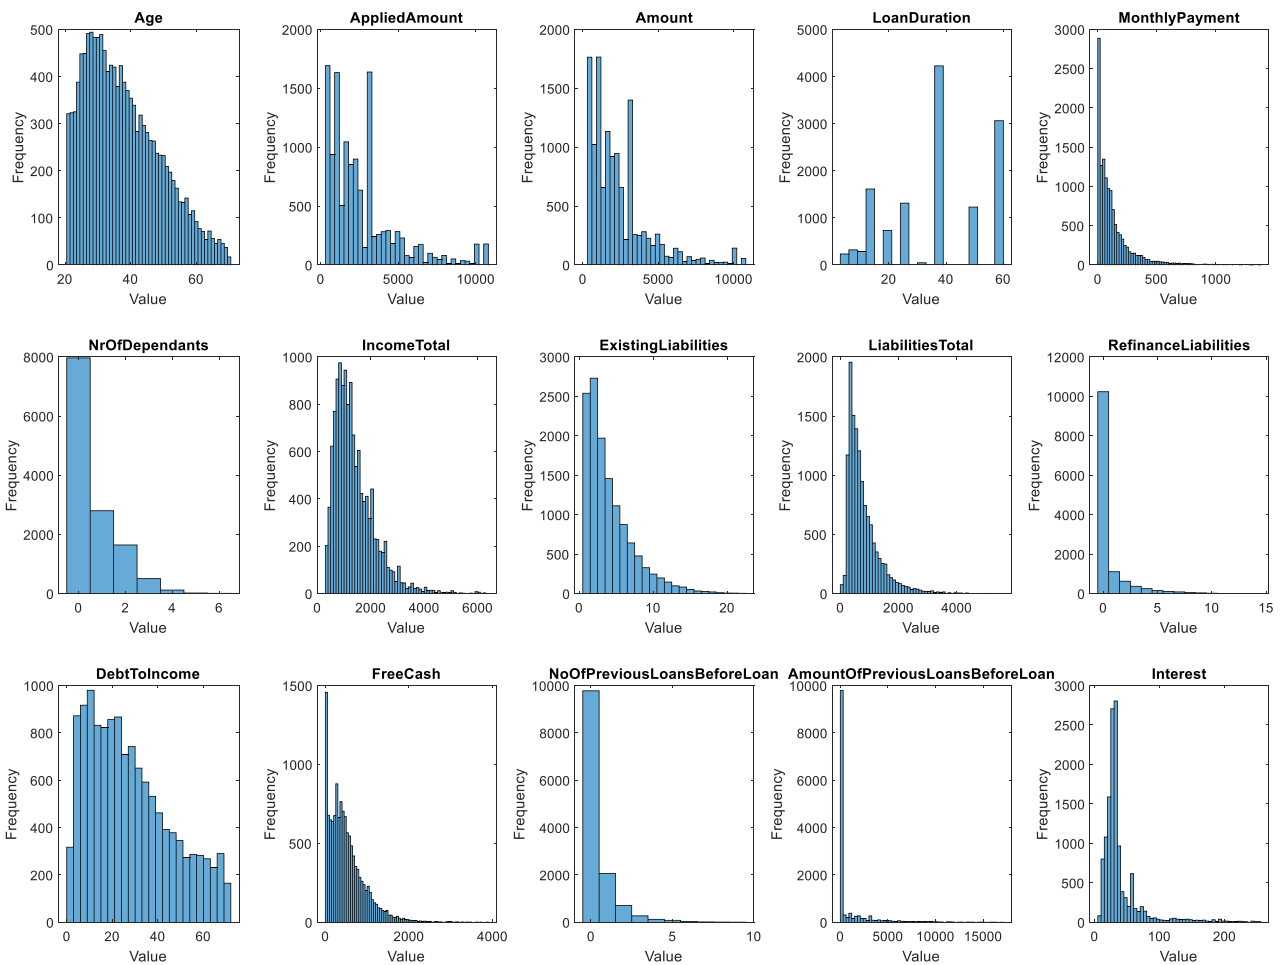 Age
500
400
300
200
100
0
Frequency
20 40 60
Value
AppliedAmount
2000
1500
1000
500
0
Frequency
0 5000 10000
Value
Amount
2000
1500
1000
500
0
Frequency
0 5000 10000
Value
LoanDuration
5000
4000
3000
2000
1000
0
Frequency
20 40 60
Value
MonthlyPayment
3000
2500
2000
1500
1000
500
0
Frequency
0 500 1000
Value
NrOfDependants
8000
6000
4000
2000
0
Frequency
0 2 4 6
Value
IncomeTotal
1000
800
600
400
200
0
Frequency
0 2000 4000 6000
Value
ExistingLiabilities
3000
2500
2000
1500
1000
500
0
Frequency
0 10 20
Value
LiabilitiesTotal
2000
1500
1000
500
0
Frequency
0 2000 4000
Value
RefinanceLiabilities
12000
10000
8000
6000
4000
2000
0
Frequency
0 5 10 15
Value
DebtToIncome
1000
800
600
400
200
0
Frequency
0 20 40 60
Value
FreeCash
1500
1000
500
0
Frequency
0 2000 4000
Value
NoOfPreviousLoansBeforeLoan
10000
8000
6000
4000
2000
0
Frequency
0 5 10
Value
AmountOfPreviousLoansBeforeLoan
10000
8000
6000
4000
2000
0
Frequency
0 5000 10000 15000
Value
Interest
3000
2500
2000
1500
1000
500
0
Frequency
0 100 200
Value